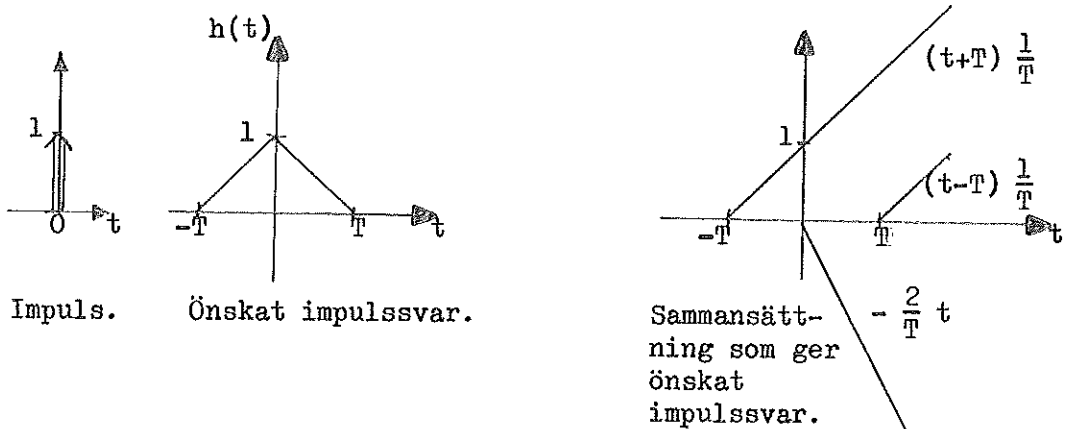 h(t)
1
0
t
1
-T
T
t
Impuls.
Önskat impulssvar.
(t+T) 1/T
1
(t-T) 1/T
-T
T
t
- 2/T t
Sammansätt-
ning som ger
önskat
impulssvar.